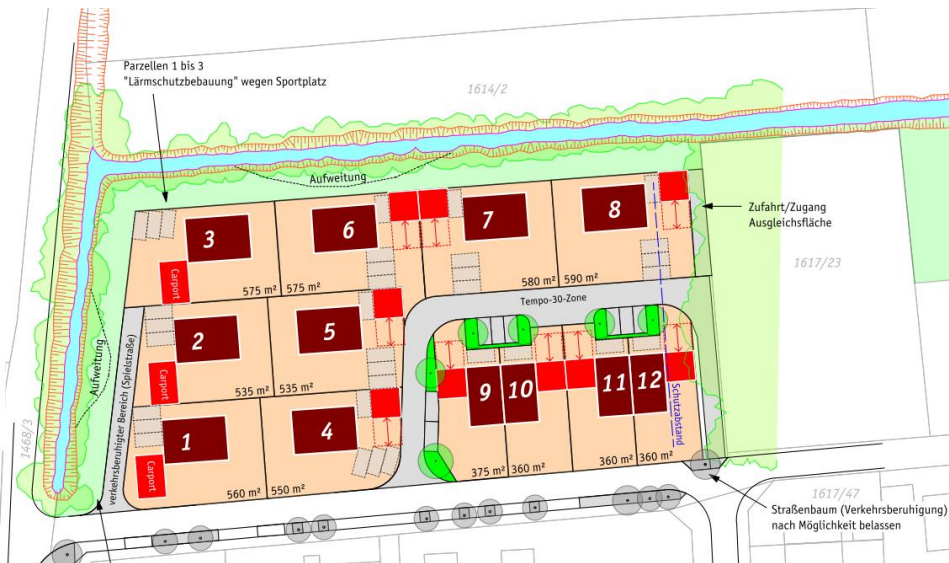 Parzellen 1 bis 3
"Lärmschutzbebauung" wegen Sportplatz
1614/2
Aufweitung
Zufahrt/Zugang
Ausgleichsfläche
1617/23
3
6
7
8
Carport
575 m² 575 m²
580 m² 590 m²
Tempo-30-Zone
2
5
Carport
535 m² 535 m²
Aufweitung
verkehrsberuhigter Bereich (Spielstraße)
9
10
11
12
Schutzabstand
1
4
Carport
560 m² 550 m²
375 m² 360 m²
360 m² 360 m²
1468/3
1617/47
Straßenbaum (Verkehrsberuhigung)
nach Möglichkeit belassen